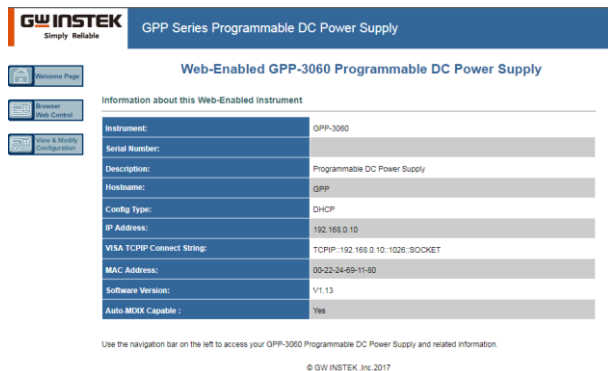 GW INSTEK
Simply Reliable
GPP Series Programmable DC Power Supply
Welcome Page
Browser
Web Control
View & Modify
Configuration
Web-Enabled GPP-3060 Programmable DC Power Supply
Information about this Web-Enabled Instrument
Instrument: GPP-3060
Serial Number:
Description: Programmable DC Power Supply
Hostname: GPP
Config Type: DHCP
IP Address: 192.168.0.10
VISA TCPIP Connect String: TCPIP::192.168.0.10::1026::SOCKET
MAC Address: 00-22-24-69-11-80
Software Version: V1.13
Auto-MDIX Capable : Yes
Use the navigation bar on the left to access your GPP-3060 Programmable DC Power Supply and related information.
© GW INSTEK ,Inc.2017